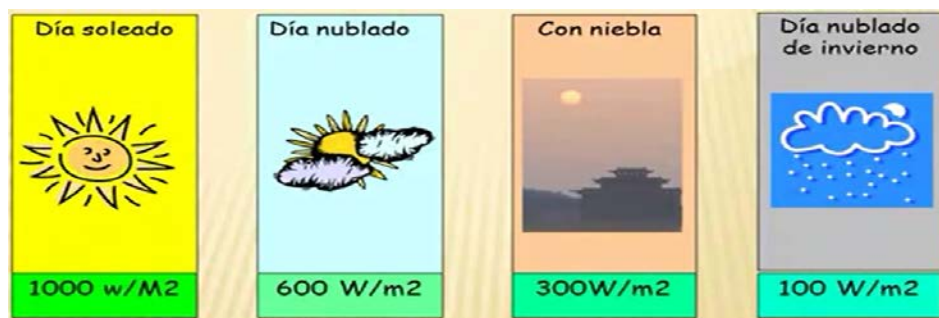 Día soleado
1000 w/M2
Día nublado
600 W/m2
Con niebla
300W/m2
Día nublado
de invierno
100 W/m2